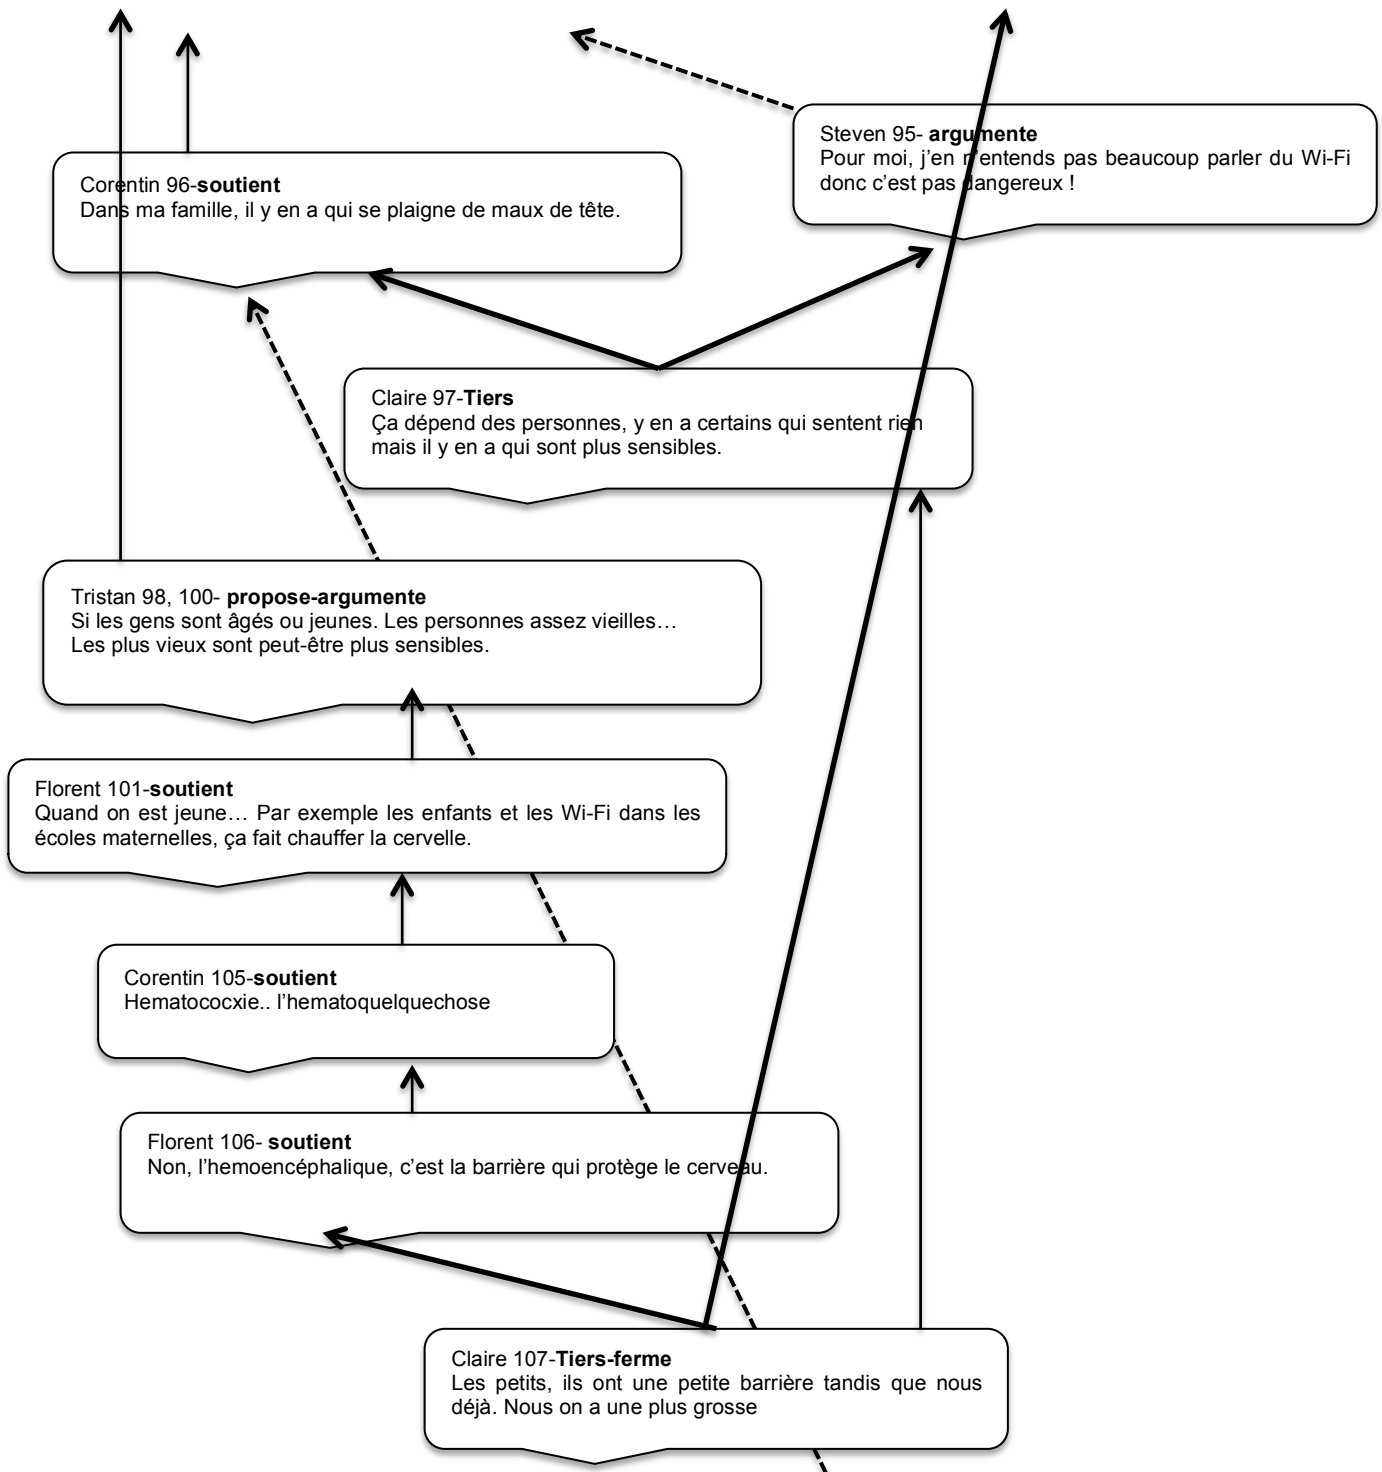 Steven 95- argumente
Pour moi, j'en n'entends pas beaucoup parler du Wi-Fi
donc c'est pas dangereux !
Corentin 96-soutient
Dans ma famille, il y en a qui se plaigne de maux de tête.
Claire 97-Tiers
Ça dépend des personnes, y en a certains qui sentent rien
mais il y en a qui sont plus sensibles.
Tristan 98, 100- propose-argumente
Si les gens sont âgés ou jeunes. Les personnes assez vieilles…
Les plus vieux sont peut-être plus sensibles.
Florent 101-soutient
Quand on est jeune… Par exemple les enfants et les Wi-Fi dans les
écoles maternelles, ça fait chauffer la cervelle.
Corentin 105-soutient
Hematococxie.. l'hematoquelquechose
Florent 106- soutient
Non, l'hemoencéphalique, c'est la barrière qui protège le cerveau.
Claire 107-Tiers-ferme
Les petits, ils ont une petite barrière tandis que nous
déjà. Nous on a une plus grosse